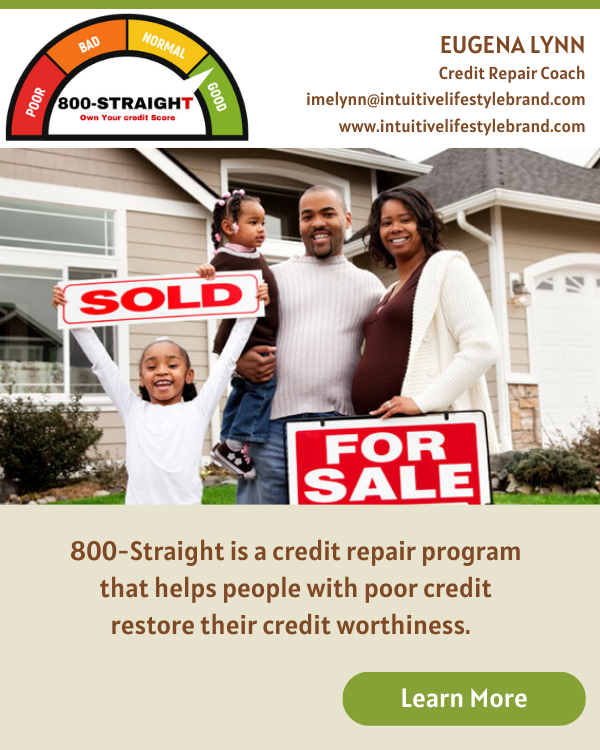 POOR
BAD
NORMAL
GOOD
800-STRAIGHT
Own Your credit Score
EUGENA LYNN
Credit Repair Coach
imelynn@intuitivelifestylebrand.com
www.intuitivelifestylebrand.com
SOLD
FOR
SALE
800-Straight is a credit repair program
that helps people with poor credit
restore their credit worthiness.
Learn More